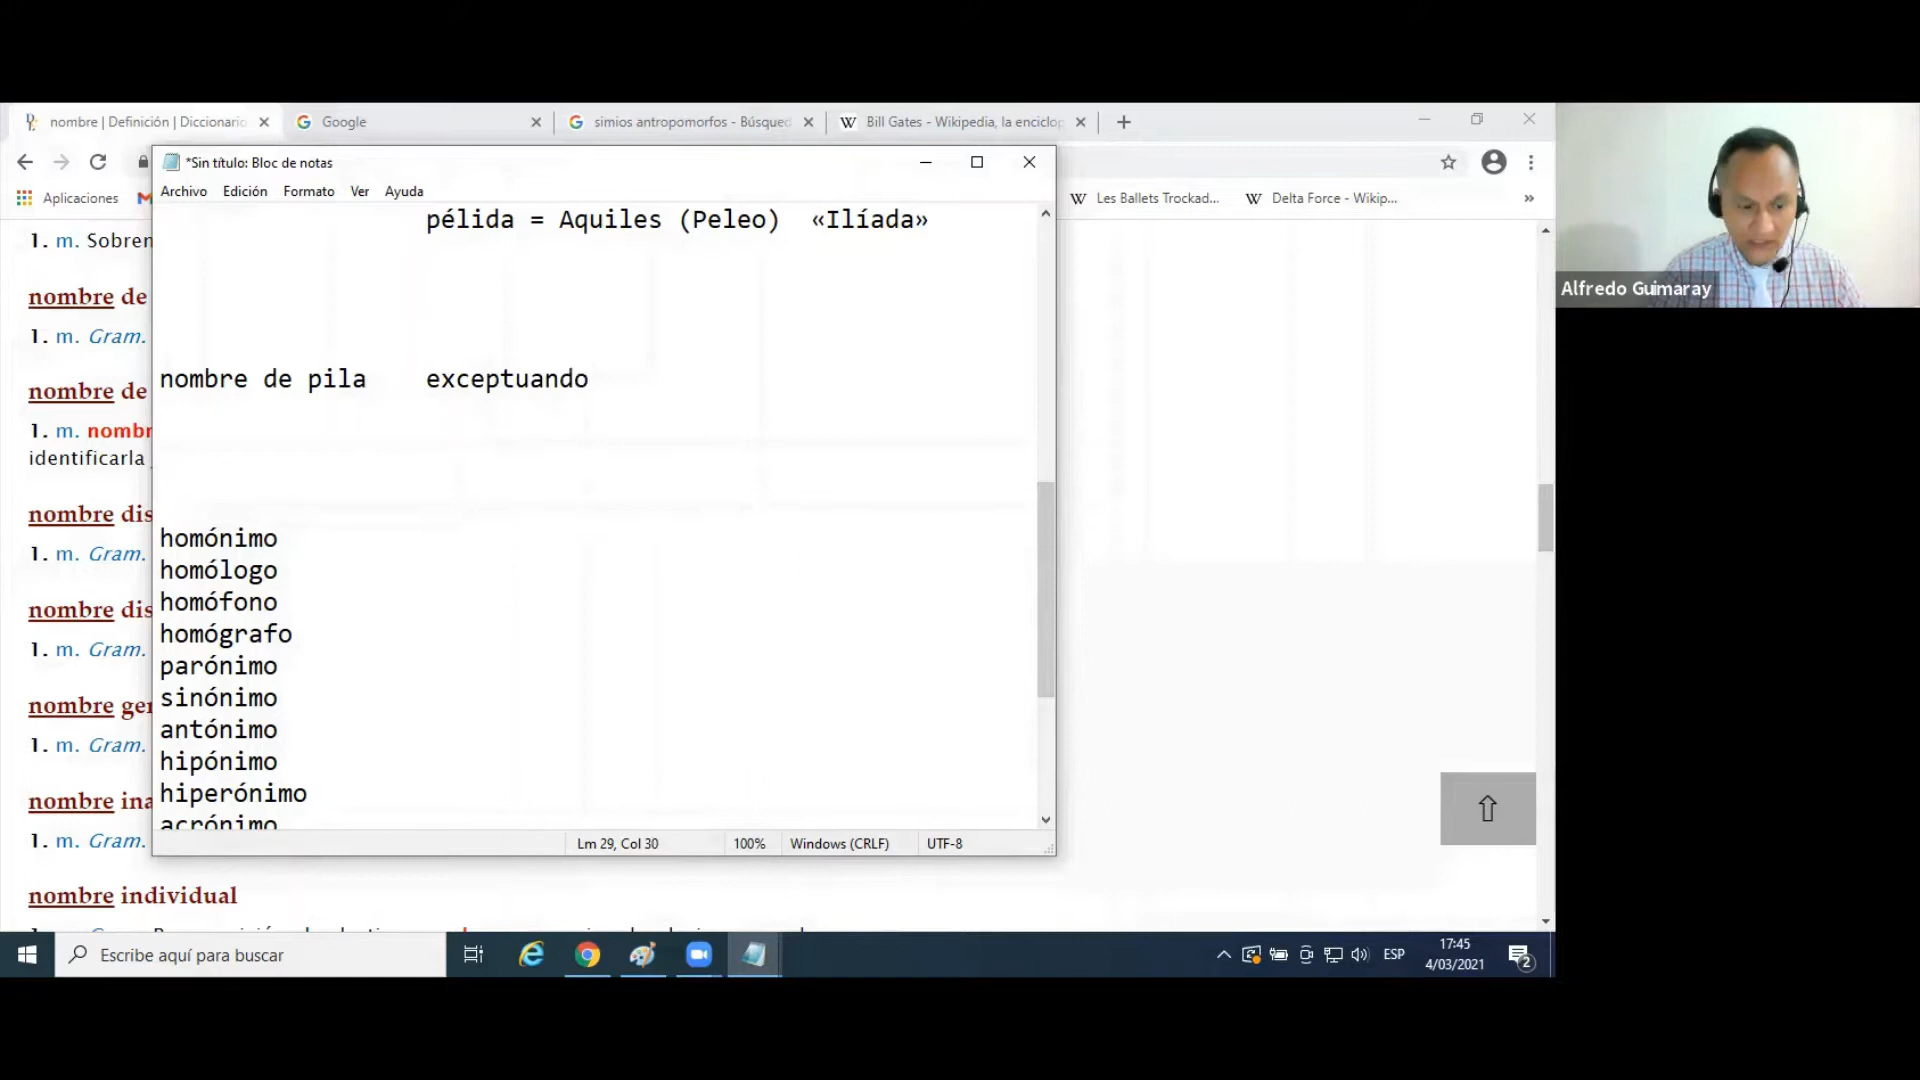 nombre | Definición | Diccionario
Google
simios antropomorfos - Búsqued
Bill Gates - Wikipedia, la enciclop
Aplicaciones
Les Ballets Trockad...
Delta Force - Wikip...
»
*Sin título: Bloc de notas
Archivo Edición Formato Ver Ayuda
pélida = Aquiles (Peleo) «Ilíada»
nombre de pila exceptuando
homónimo
homólogo
homófono
homógrafo
parónimo
sinónimo
antónimo
hipónimo
hiperónimo
acrónimo
Lm 29, Col 30 100% Windows (CRLF) UTF-8
1. m. Sobren
nombre de
1. m. Gram.
nombre de
1. m. nombr
identificarla
nombre dis
1. m. Gram.
nombre dis
1. m. Gram.
nombre ger
1. m. Gram.
nombre ina
1. m. Gram.
nombre individual
Alfredo Guimaray
Escribe aquí para buscar
ESP
17:45
4/03/2021
2